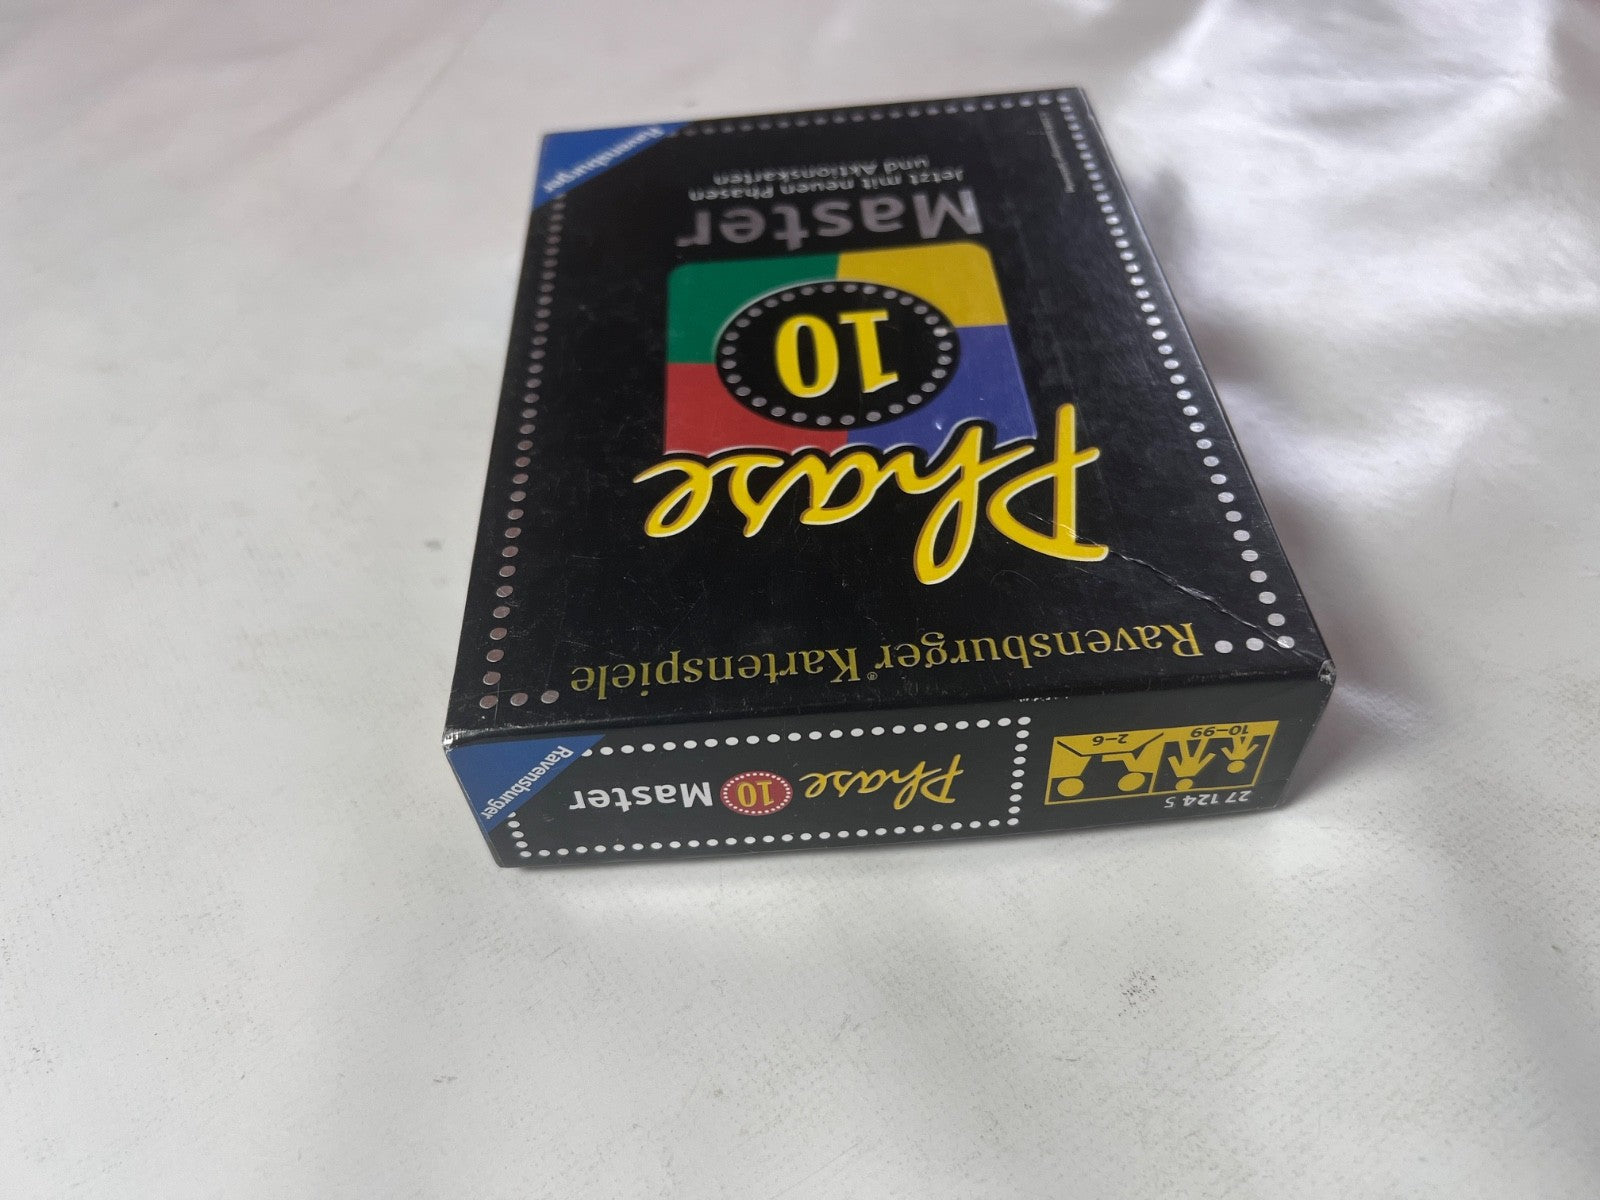 Ravensburger® Kartenspiele
Phase
10
Master
Jetzt mit neuen Phasen
und Aktionskarten
Ravensburger
27 124 5
10–99
2–6
Phase 10 Master
Ravensburger